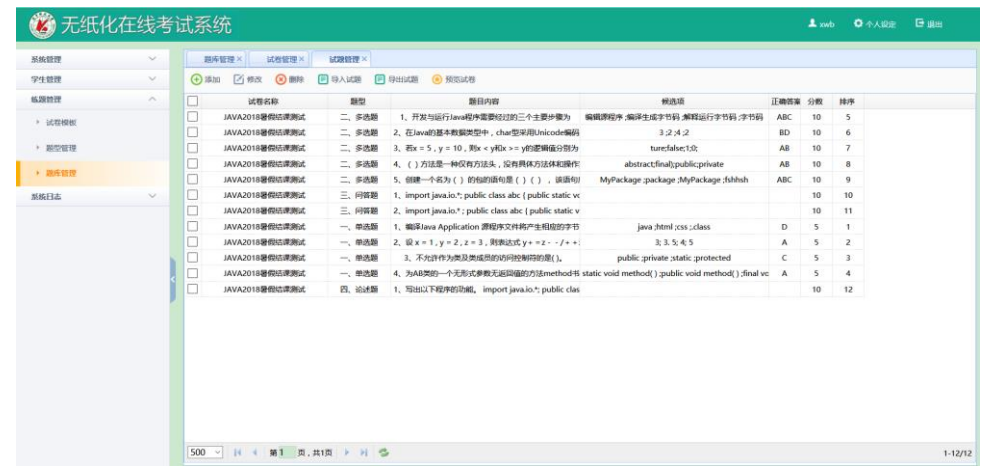 无纸化在线考试系统
xwb 个人设定 退出
系统管理
学生管理
练题管理
试卷模板
题型管理
题库管理
系统日志
题库管理× 试卷管理× 试题管理×
添加 修改 删除 导入试题 导出试题 预览试卷
试卷名称 题型 题目内容 候选项 正确答案 分数 排序
JAVA2018暑假结课测试 二、多选题 1、开发与运行Java程序需要经过的三个主要步骤为 编辑源程序 ;编译生成字节码 ;解释运行字节码 ;字节码 ABC 10 5
JAVA2018暑假结课测试 二、多选题 2、在Java的基本数据类型中，char型采用Unicode编码 3 ;2 ;4 ;2 BD 10 6
JAVA2018暑假结课测试 二、多选题 3、若x = 5，y = 10，则x < y和x >= y的逻辑值分别为 ture;false;1;0; AB 10 7
JAVA2018暑假结课测试 二、多选题 4、（ ）方法是一种仅有方法头，没有具体方法体和操作 abstract;final);public;private AB 10 8
JAVA2018暑假结课测试 二、多选题 5、创建一个名为（ ）的包的语句是（ ）（ ），该语句 MyPackage ;package ;MyPackage ;fshhsh ABC 10 9
JAVA2018暑假结课测试 三、问答题 1、import java.io.*; public class abc { public static vo 10 10
JAVA2018暑假结课测试 三、问答题 2、import java.io.* ; public class abc { public static v 10 11
JAVA2018暑假结课测试 一、单选题 1、编译Java Application 源程序文件将产生相应的字节 java ;html ;css ;.class D 5 1
JAVA2018暑假结课测试 一、单选题 2、设 x = 1 , y = 2 , z = 3，则表达式 y + =z - - / + + 3; 3. 5; 4; 5 A 5 2
JAVA2018暑假结课测试 一、单选题 3、不允许作为类及类成员的访问控制符的是( )。 public ;private ;static ;protected C 5 3
JAVA2018暑假结课测试 一、单选题 4、为AB类的一个无形式参数无返回值的方法method书 static void method( ) ;public void method( ) ;final vo A 5 4
JAVA2018暑假结课测试 四、论述题 1、写出以下程序的功能。 import java.io.*; public clas 10 12
500 第 1 页，共1页 1-12/12